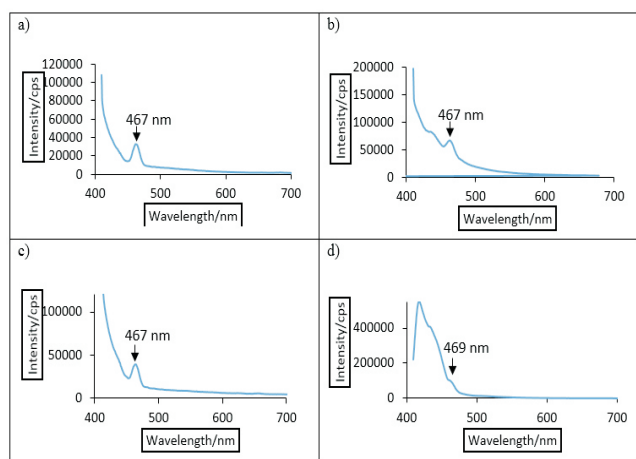 a)
120000
100000
80000
60000
40000
20000
0
Intensity/cps
467 nm
400 500 600 700
Wavelength/nm
b)
200000
150000
100000
50000
0
Intensity/cps
467 nm
400 500 600 700
Wavelength/nm
c)
100000
50000
0
Intensity/cps
467 nm
400 500 600 700
Wavelength/nm
d)
400000
200000
0
Intensity/cps
469 nm
400 500 600 700
Wavelength/nm